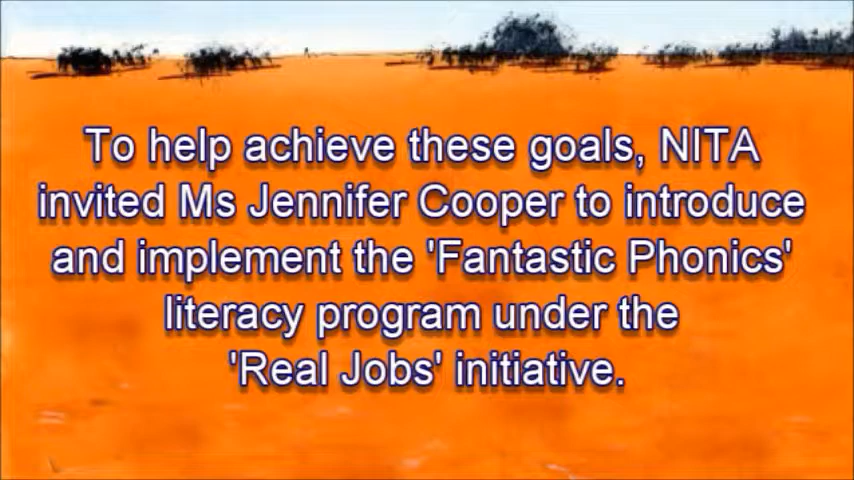 To help achieve these goals, NITA
invited Ms Jennifer Cooper to introduce
and implement the 'Fantastic Phonics'
literacy program under the
'Real Jobs' initiative.